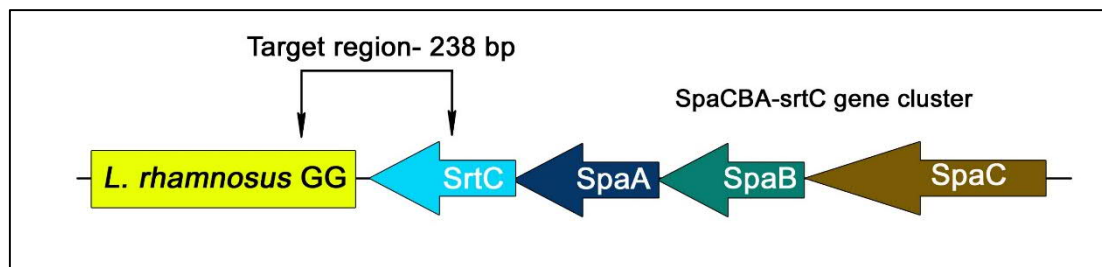 Target region- 238 bp
SpaCBA-srtC gene cluster
L. rhamnosus GG
SrtC
SpaA
SpaB
SpaC